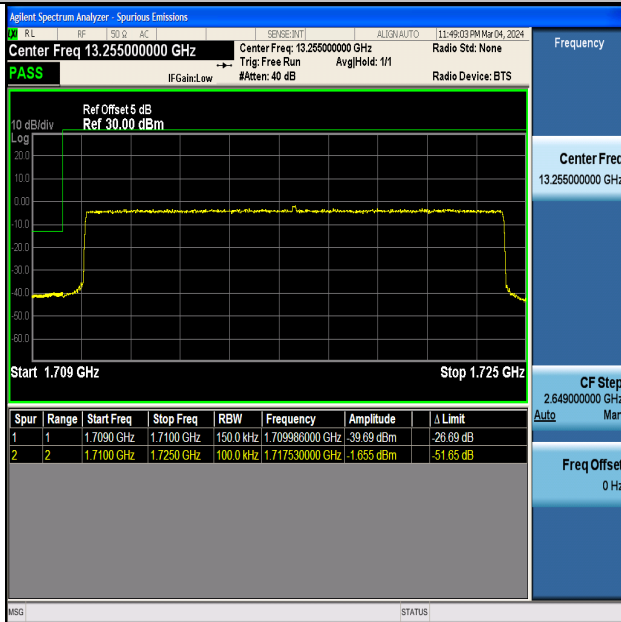 Agilent Spectrum Analyzer - Spurious Emissions
RL RF 50 Ω AC SENSE:INT ALIGN AUTO 11:49:03 PM Mar 04, 2024
Center Freq 13.255000000 GHz
Center Freq: 13.255000000 GHz
Radio Std: None
Trig: Free Run Avg|Hold: 1/1
PASS
IFGain:Low
#Atten: 40 dB
Radio Device: BTS
Frequency
Ref Offset 5 dB
10 dB/div Ref 30.00 dBm
Log
20.0
10.0
0.00
-10.0
-20.0
-30.0
-40.0
-50.0
-60.0
Start 1.709 GHz Stop 1.725 GHz
Spur Range Start Freq Stop Freq RBW Frequency Amplitude Δ Limit
1 1 1.7090 GHz 1.7100 GHz 150.0 kHz 1.709986000 GHz -39.69 dBm -26.69 dB
2 2 1.7100 GHz 1.7250 GHz 100.0 kHz 1.717530000 GHz -1.655 dBm -51.65 dB
Center Freq
13.255000000 GHz
CF Step
2.649000000 GHz
Auto Man
Freq Offset
0 Hz
MSG STATUS